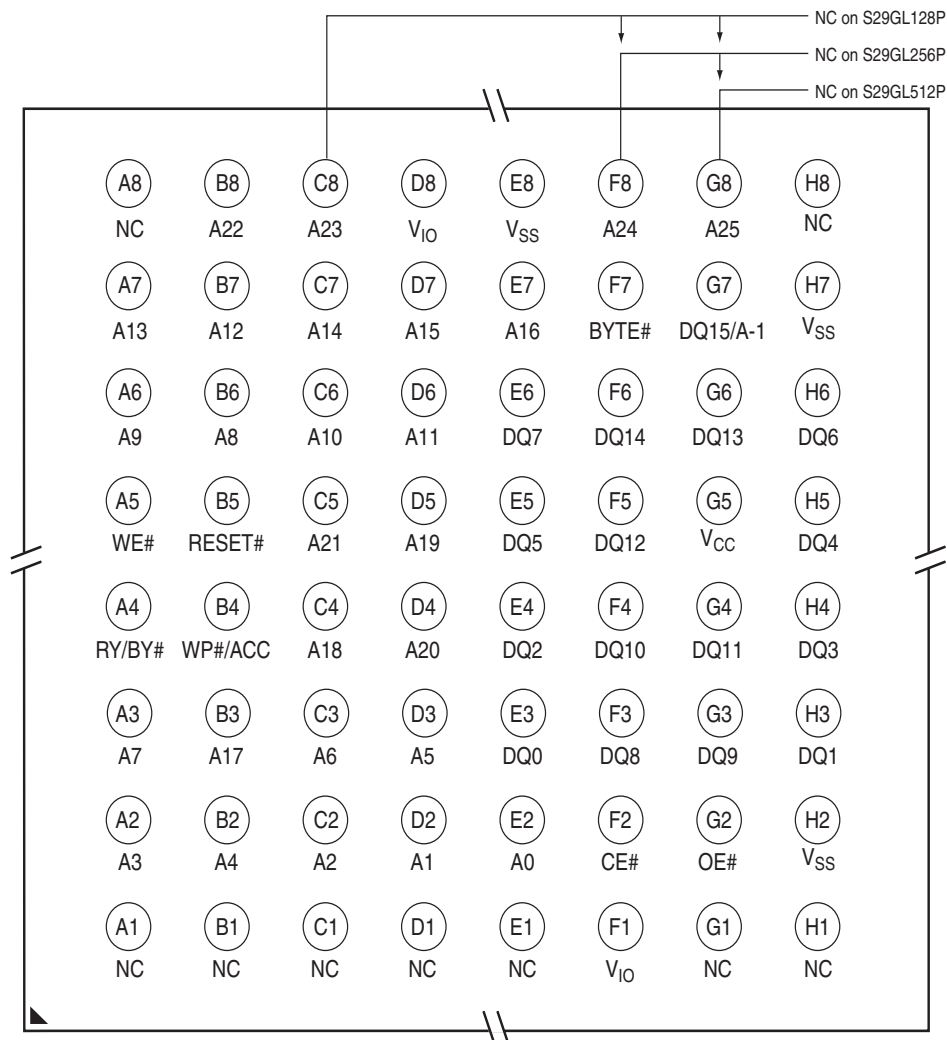 NC on S29GL128P
NC on S29GL256P
NC on S29GL512P
A8 B8 C8 D8 E8 F8 G8 H8
NC A22 A23 VIO VSS A24 A25 NC
A7 B7 C7 D7 E7 F7 G7 H7
A13 A12 A14 A15 A16 BYTE# DQ15/A-1 VSS
A6 B6 C6 D6 E6 F6 G6 H6
A9 A8 A10 A11 DQ7 DQ14 DQ13 DQ6
A5 B5 C5 D5 E5 F5 G5 H5
WE# RESET# A21 A19 DQ5 DQ12 VCC DQ4
A4 B4 C4 D4 E4 F4 G4 H4
RY/BY# WP#/ACC A18 A20 DQ2 DQ10 DQ11 DQ3
A3 B3 C3 D3 E3 F3 G3 H3
A7 A17 A6 A5 DQ0 DQ8 DQ9 DQ1
A2 B2 C2 D2 E2 F2 G2 H2
A3 A4 A2 A1 A0 CE# OE# VSS
A1 B1 C1 D1 E1 F1 G1 H1
NC NC NC NC NC VIO NC NC